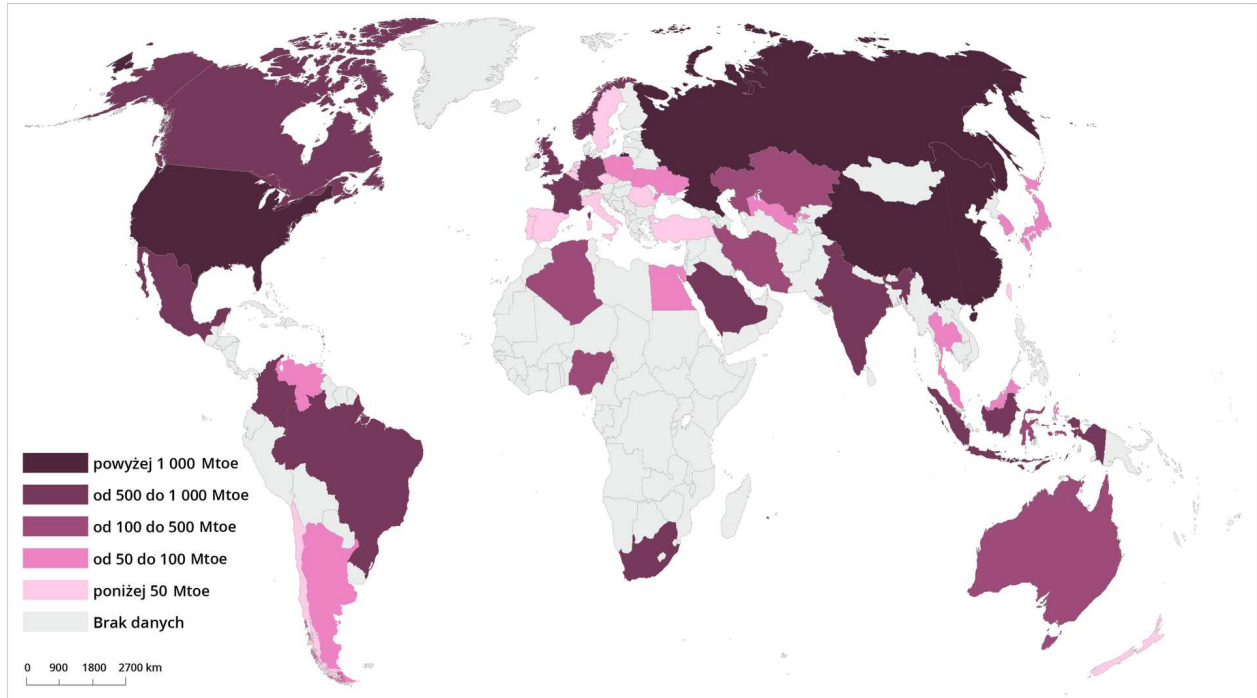 powyżej 1 000 Mtoe
od 500 do 1 000 Mtoe
od 100 do 500 Mtoe
od 50 do 100 Mtoe
poniżej 50 Mtoe
Brak danych
0 900 1800 2700 km